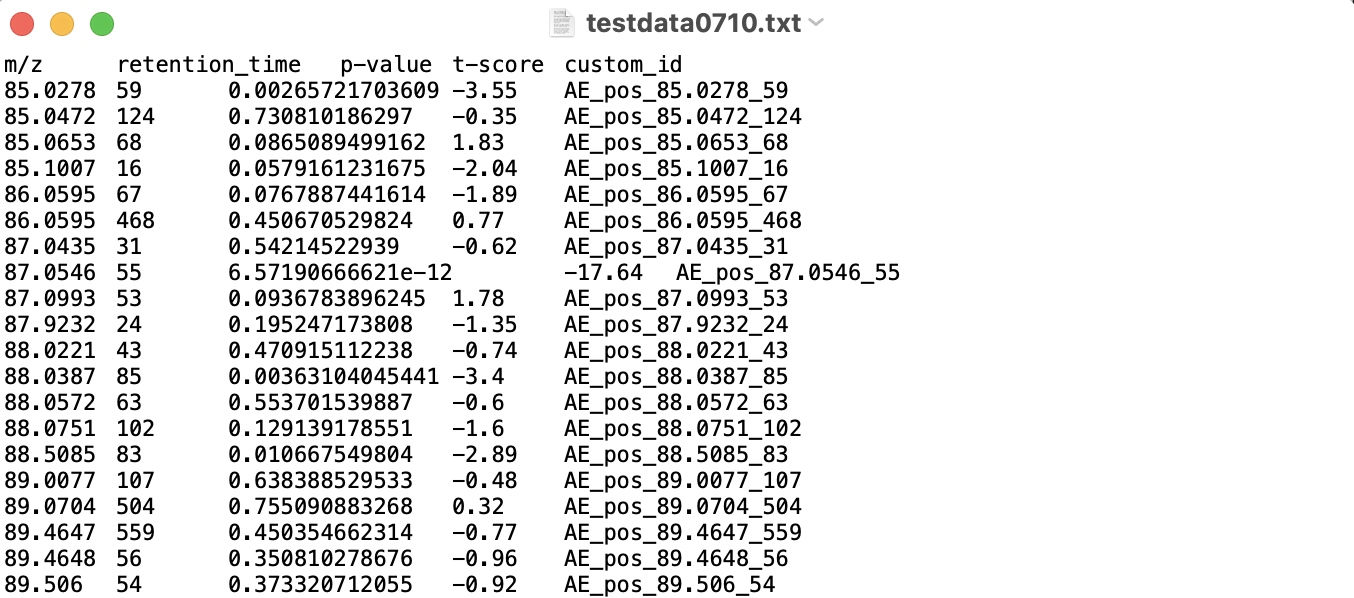 testdata0710.txt
m/z retention_time p-value t-score custom_id
85.0278 59 0.00265721703609 -3.55 AE_pos_85.0278_59
85.0472 124 0.730810186297 -0.35 AE_pos_85.0472_124
85.0653 68 0.0865089499162 1.83 AE_pos_85.0653_68
85.1007 16 0.0579161231675 -2.04 AE_pos_85.1007_16
86.0595 67 0.0767887441614 -1.89 AE_pos_86.0595_67
86.0595 468 0.450670529824 0.77 AE_pos_86.0595_468
87.0435 31 0.54214522939 -0.62 AE_pos_87.0435_31
87.0546 55 6.57190666621e-12 -17.64 AE_pos_87.0546_55
87.0993 53 0.0936783896245 1.78 AE_pos_87.0993_53
87.9232 24 0.195247173808 -1.35 AE_pos_87.9232_24
88.0221 43 0.470915112238 -0.74 AE_pos_88.0221_43
88.0387 85 0.00363104045441 -3.4 AE_pos_88.0387_85
88.0572 63 0.553701539887 -0.6 AE_pos_88.0572_63
88.0751 102 0.129139178551 -1.6 AE_pos_88.0751_102
88.5085 83 0.010667549804 -2.89 AE_pos_88.5085_83
89.0077 107 0.638388529533 -0.48 AE_pos_89.0077_107
89.0704 504 0.755090883268 0.32 AE_pos_89.0704_504
89.4647 559 0.450354662314 -0.77 AE_pos_89.4647_559
89.4648 56 0.350810278676 -0.96 AE_pos_89.4648_56
89.506 54 0.373320712055 -0.92 AE_pos_89.506_54